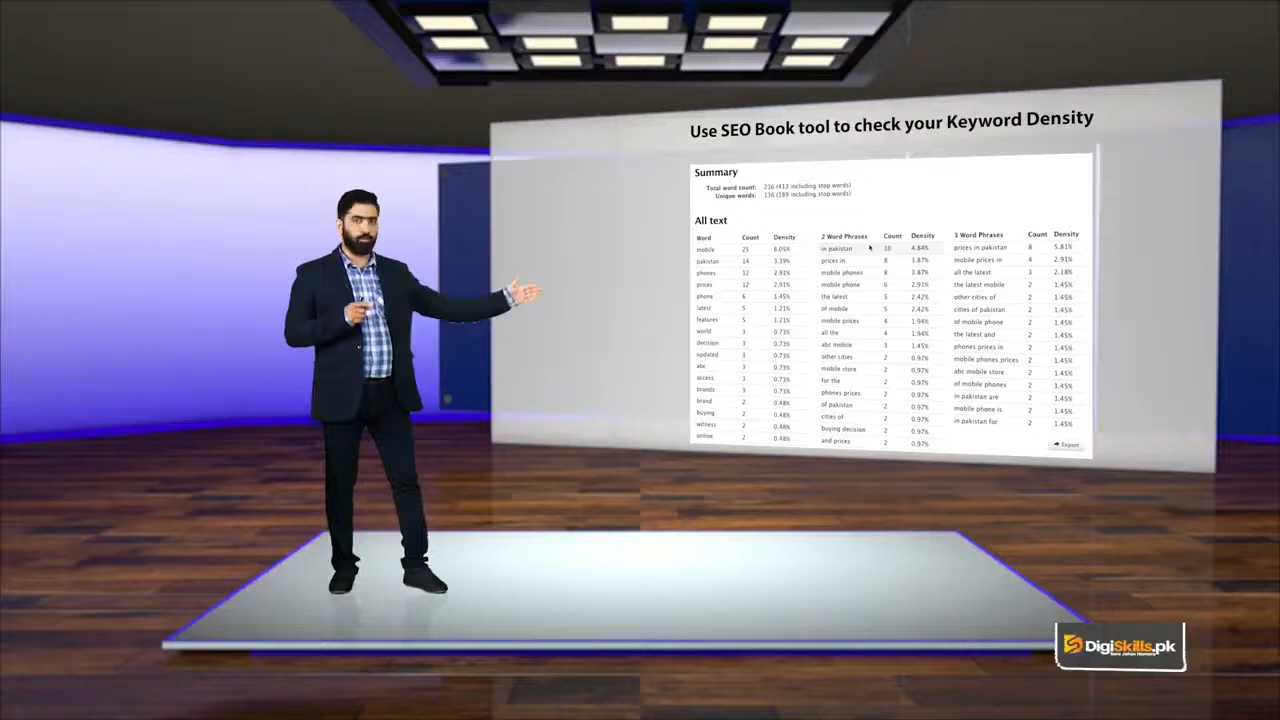 Use SEO Book tool to check your Keyword Density
Summary
Total word count: 236 (413 including stop words)
Unique words: 136 (189 including stop words)
All text
Word Count Density 2 Word Phrases Count Density 3 Word Phrases Count Density
mobile 25 6.05% in pakistan 10 4.84% prices in pakistan 8 5.81%
pakistan 14 3.39% prices in 8 3.87% mobile prices in 4 2.91%
phones 12 2.91% mobile phones 8 3.87% all the latest 3 2.18%
prices 12 2.91% mobile phone 6 2.91% the latest mobile 2 1.45%
phone 6 1.45% the latest 5 2.42% other cities of 2 1.45%
latest 5 1.21% of mobile 5 2.42% cities of pakistan 2 1.45%
features 5 1.21% mobile prices 4 1.94% of mobile phone 2 1.45%
world 3 0.73% all the 4 1.94% the latest and 2 1.45%
decision 3 0.73% abc mobile 3 1.45% phones prices in 2 1.45%
updated 3 0.73% other cities 2 0.97% mobile phones prices 2 1.45%
abc 3 0.73% mobile store 2 0.97% abc mobile store 2 1.45%
access 3 0.73% for the 2 0.97% of mobile phones 2 1.45%
brands 3 0.73% phones prices 2 0.97% in pakistan are 2 1.45%
brand 2 0.48% of pakistan 2 0.97% mobile phone is 2 1.45%
buying 2 0.48% cities of 2 0.97% in pakistan for 2 1.45%
witness 2 0.48% buying decision 2 0.97%
online 2 0.48% and prices 2 0.97%
Export
DigiSkills.pk